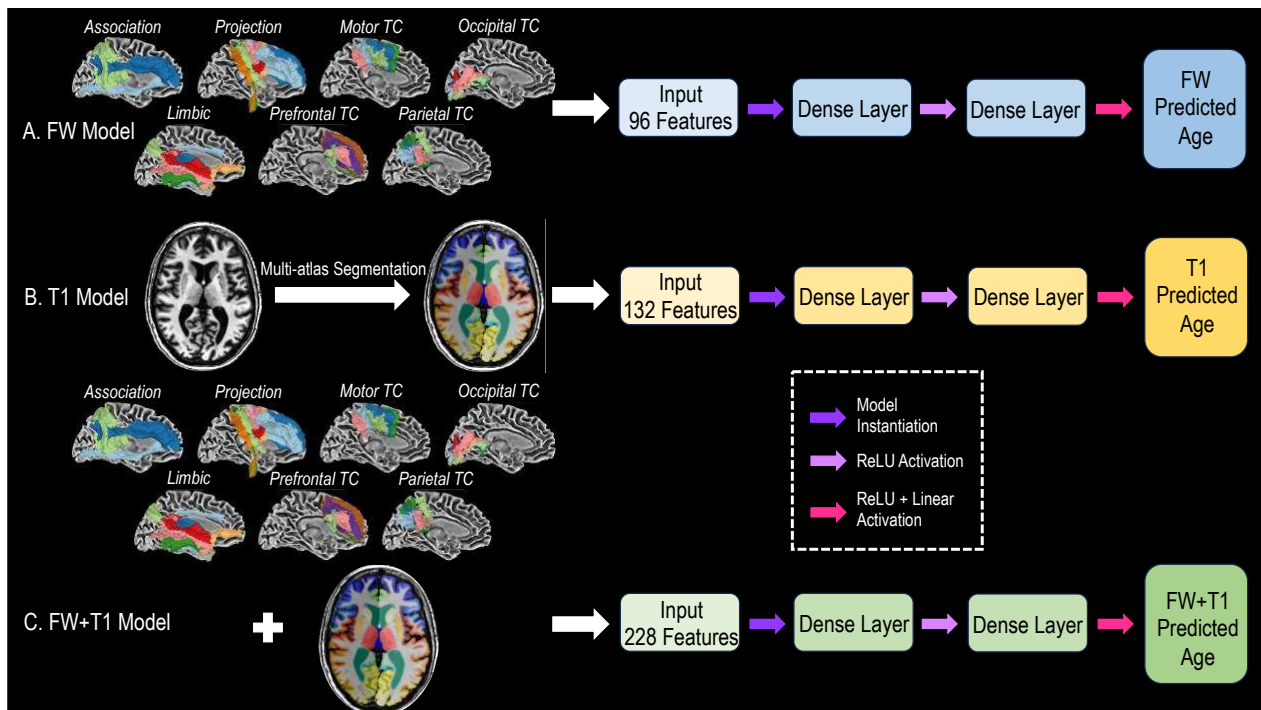 Association
Projection
Motor TC
Occipital TC
Limbic
Prefrontal TC
Parietal TC
A. FW Model
Input
96 Features
Dense Layer
Dense Layer
FW
Predicted
Age
B. T1 Model
Multi-atlas Segmentation
Input
132 Features
Dense Layer
Dense Layer
T1
Predicted
Age
Association
Projection
Motor TC
Occipital TC
Limbic
Prefrontal TC
Parietal TC
Model
Instantiation
ReLU Activation
ReLU + Linear
Activation
C. FW+T1 Model
Input
228 Features
Dense Layer
Dense Layer
FW+T1
Predicted
Age